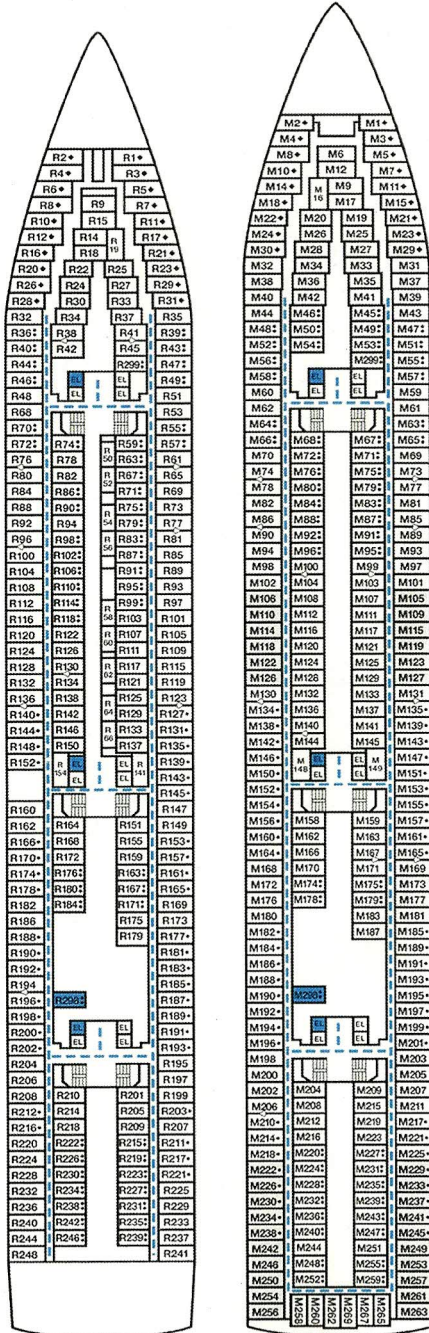 R2 R1
R4 R3
R6 R9 R5
R8 R15 R7
R10 R14 R19 R11
R12 R18 R17
R16 R22 R25 R21
R20 R24 R27 R23
R26 R30 R33 R29
R28 R34 R37 R31
R32 R35
R36 R38 R41 R39
R40 R42 R45 R43
R44 R299 R47
R46 EL EL R49
R48 EL EL R51
R68 R53
R70 R55
R72 R74 R50 R59 R57
R76 R78 R63 R61
R80 R82 R52 R67 R65
R84 R86 R71 R69
R88 R90 R54 R75 R73
R92 R94 R79 R77
R96 R98 R56 R83 R81
R100 R102 R87 R85
R104 R106 R91 R89
R108 R110 R95 R93
R112 R114 R58 R99 R97
R116 R118 R103 R101
R120 R122 R60 R107 R105
R124 R126 R111 R109
R128 R130 R62 R117 R115
R132 R134 R121 R119
R136 R138 R64 R125 R123
R140 R142 R129 R127
R144 R146 R66 R133 R131
R148 R150 R137 R135
R152 R154 EL EL R141 R139
EL EL R143
R145
R160 R147
R162 R164 R151 R149
R166 R168 R155 R153
R170 R172 R159 R157
R174 R176 R163 R161
R178 R180 R167 R165
R182 R184 R171 R169
R186 R175 R173
R188 R179 R177
R190 R181
R192 R183
R194 R185
R196 R298 R187
R198 R189
R200 EL EL R191
R202 EL EL R193
R204 R195
R206 R197
R208 R210 R201 R199
R212 R214 R205 R203
R216 R218 R209 R207
R220 R222 R215 R211
R224 R226 R219 R217
R228 R230 R223 R221
R232 R234 R227 R225
R236 R238 R231 R229
R240 R242 R235 R233
R244 R246 R239 R237
R248 R241
M2 M1
M4 M6 M3
M8 M12 M5
M10 M9 M7
M14 M16 M17 M11
M18 M15
M22 M20 M19 M21
M24 M26 M25 M23
M30 M28 M27 M29
M32 M34 M33 M31
M38 M36 M35 M37
M40 M42 M41 M39
M44 M46 M45 M43
M48 M50 M49 M47
M52 M54 M53 M51
M56 M299 M55
M58 EL EL M57
M60 EL EL M59
M62 M61
M64 M63
M66 M68 M67 M65
M70 M72 M71 M69
M74 M76 M75 M73
M78 M80 M79 M77
M82 M84 M83 M81
M86 M88 M87 M85
M90 M92 M91 M89
M94 M96 M95 M93
M98 M100 M99 M97
M102 M104 M103 M101
M106 M108 M107 M105
M110 M112 M111 M109
M114 M116 M117 M115
M118 M120 M121 M119
M122 M124 M125 M123
M126 M128 M129 M127
M130 M132 M133 M131
M134 M136 M137 M135
M138 M140 M141 M139
M142 M144 M145 M143
M146 M148 EL EL M149 M147
M150 EL EL M151
M152 M153
M154 M155
M156 M158 M159 M157
M160 M162 M163 M161
M164 M166 M167 M165
M168 M170 M171 M169
M172 M174 M175 M173
M176 M178 M179 M177
M180 M183 M181
M182 M187 M185
M184 M189
M186 M191
M188 M193
M190 M298 M195
M192 M197
M194 EL EL M199
M196 EL EL M201
M198 M203
M200 M205
M202 M204 M209 M207
M206 M208 M215 M211
M210 M212 M219 M217
M214 M216 M223 M221
M218 M220 M227 M225
M222 M224 M231 M229
M226 M228 M235 M233
M230 M232 M239 M237
M234 M236 M243 M241
M238 M240 M247 M245
M242 M244 M251 M249
M246 M248 M255 M253
M250 M252 M259 M257
M254 M261
M256 M258 M260 M262 M269 M267 M265 M263